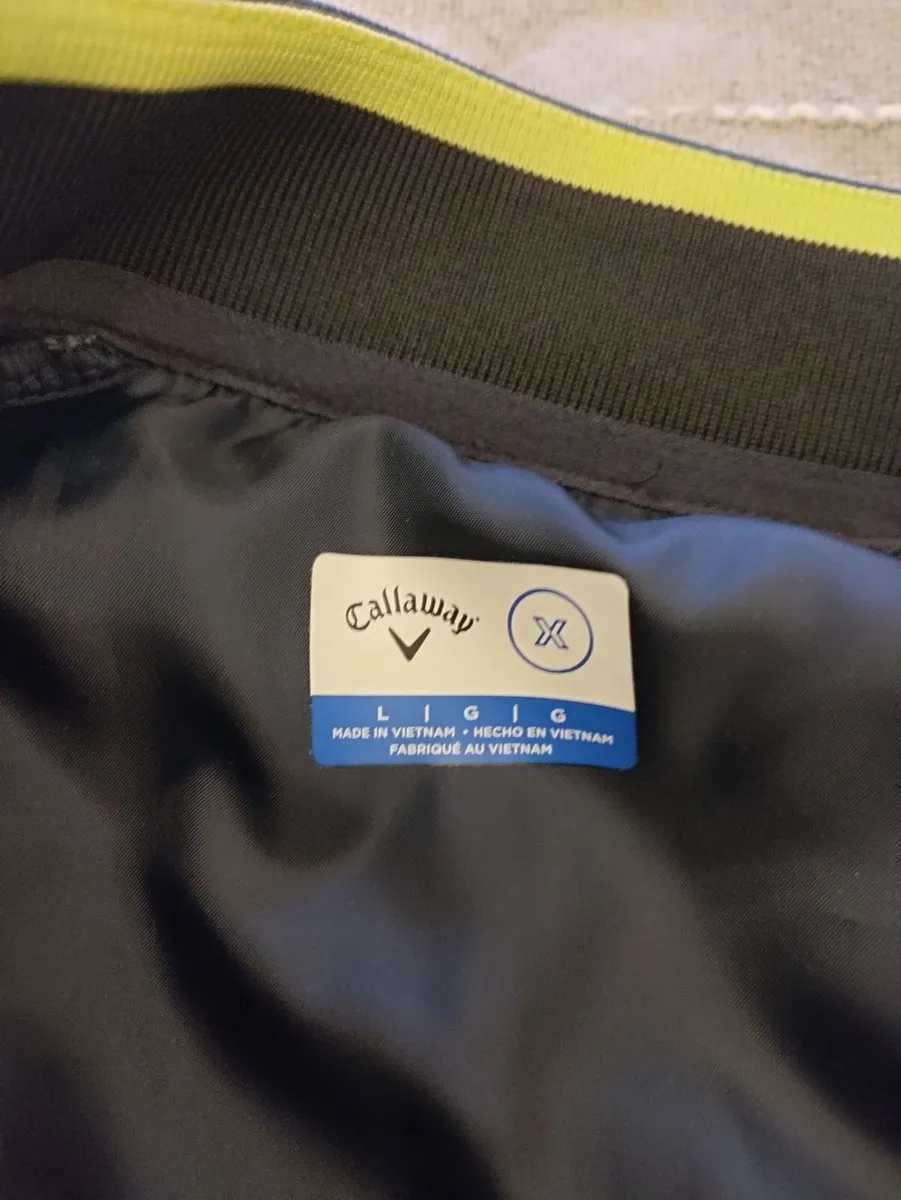 Callaway
X
L | G | G
MADE IN VIETNAM • HECHO EN VIETNAM
FABRIQUÉ AU VIETNAM